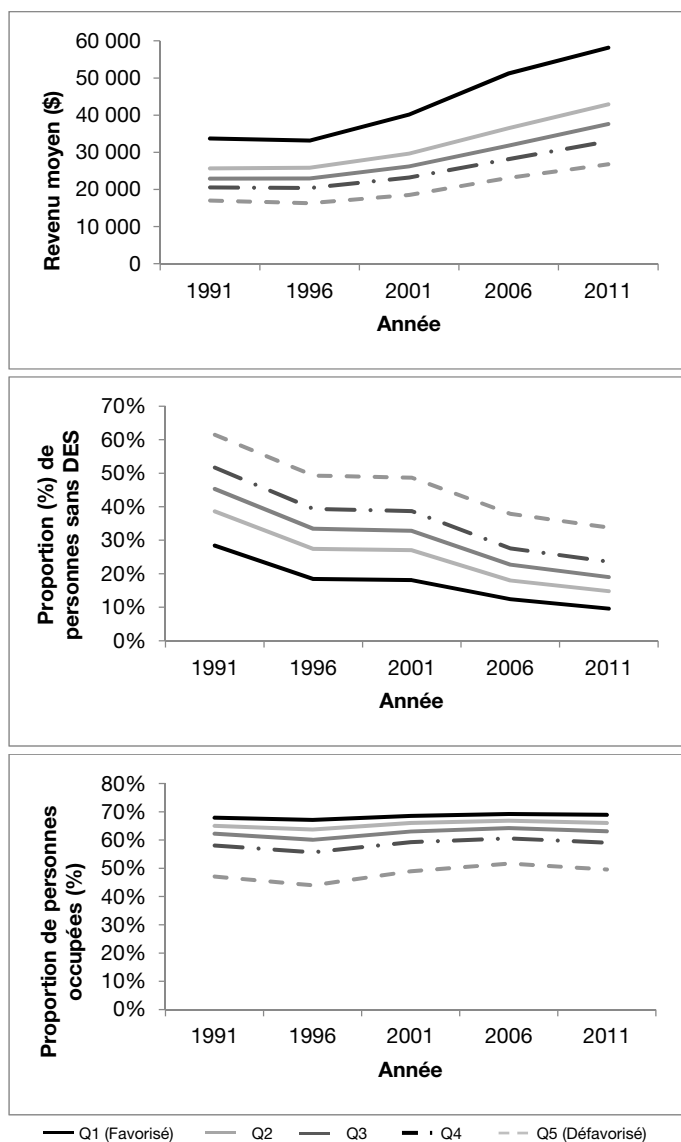 60 000
50 000
40 000
30 000
20 000
10 000
0
Revenu moyen ($)
1991 1996 2001 2006 2011
Année
70%
60%
50%
40%
30%
20%
10%
0%
Proportion (%) de
personnes sans DES
1991 1996 2001 2006 2011
Année
80%
70%
60%
50%
40%
30%
20%
10%
0%
Proportion de personnes
occupées (%)
1991 1996 2001 2006 2011
Année
Q1 (Favorisé) Q2 Q3 Q4 Q5 (Défavorisé)